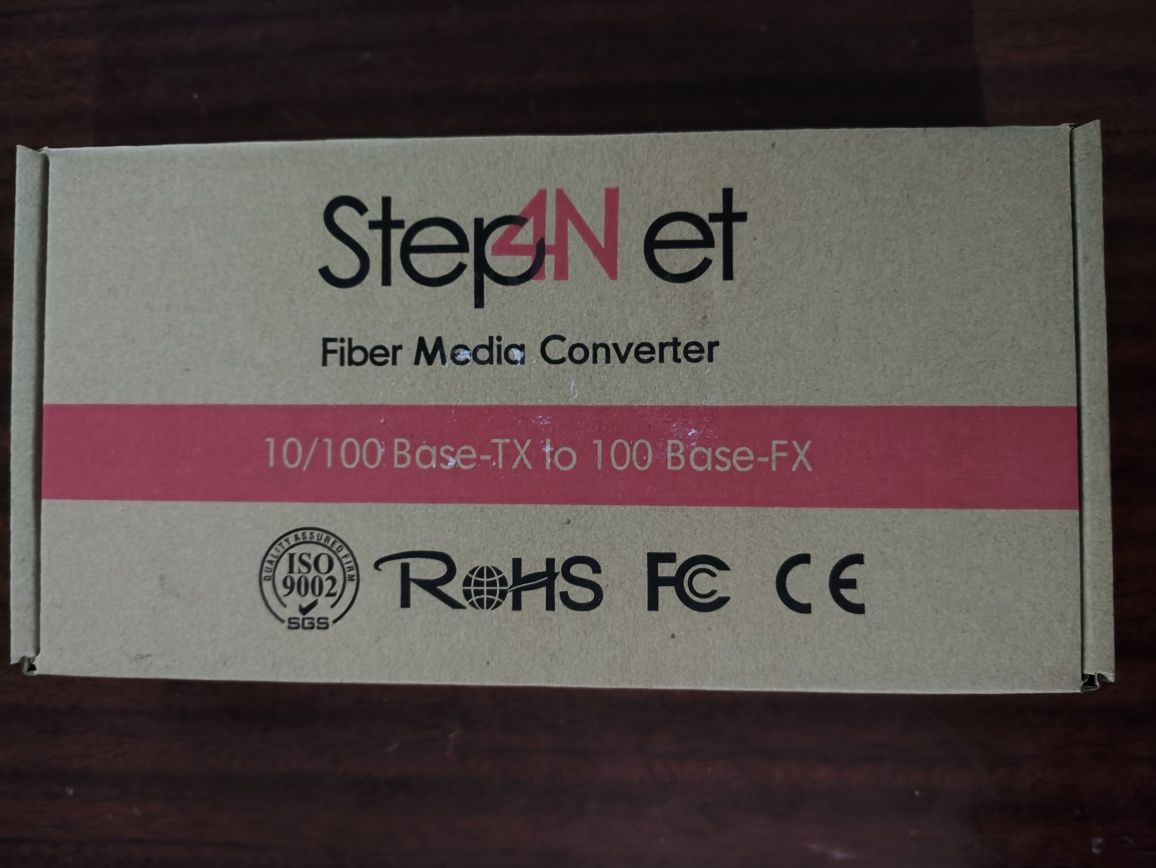 Step4Net
Fiber Media Converter
10/100 Base-TX to 100 Base-FX
QUALITY ASSURED FIRM
ISO
9002
SGS
RoHS
FC
CE